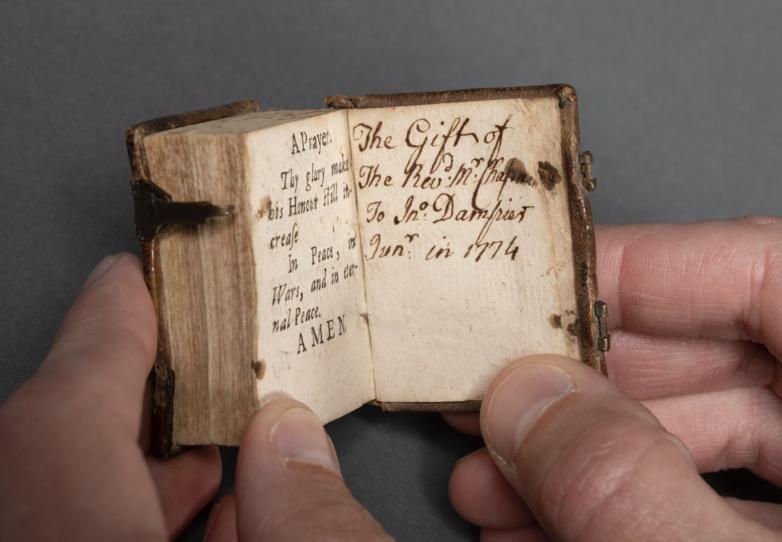 A Prayer.
Thy glory make
his Honour still in-
crease
In Peace, in
Wars, and in eter-
nal Peace.
AMEN
The Gift of
The Revd. Mr. Chapman
To Jno. Dampier
Junr. in 1774